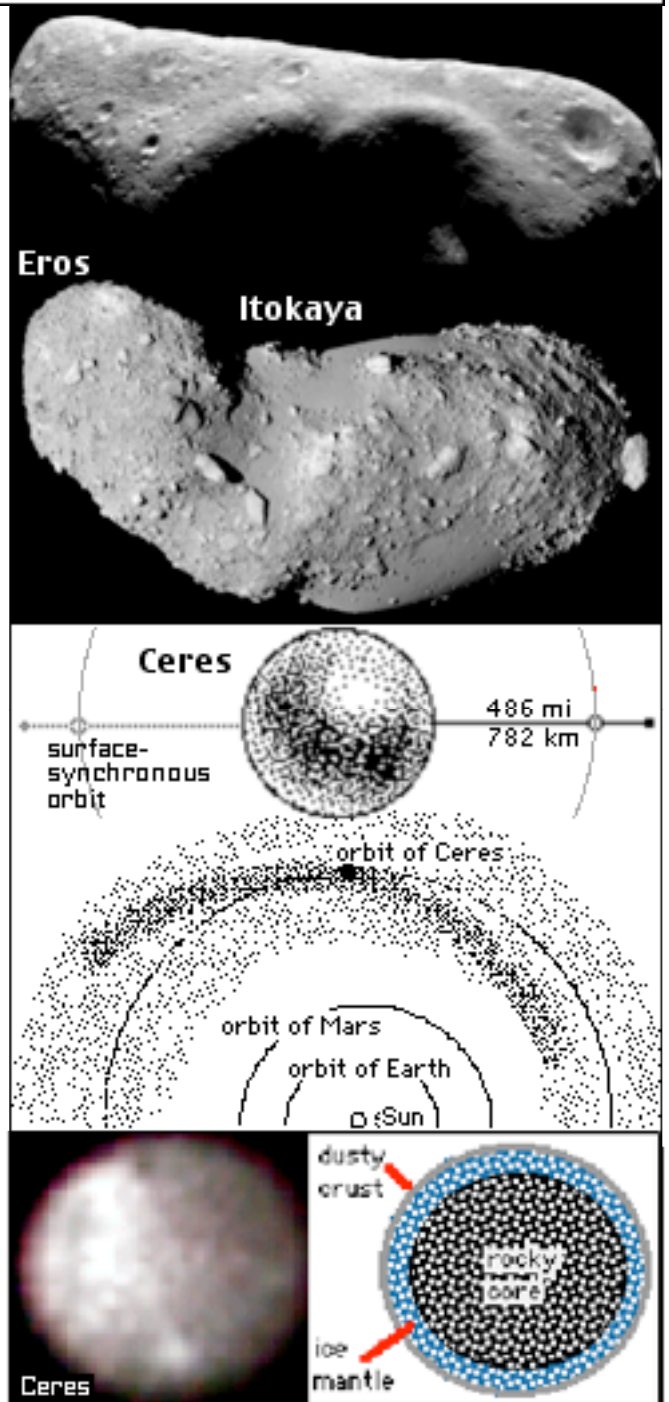 Eros
Itokaya
Ceres
486 mi
782 km
surface-
synchronous
orbit
orbit of Ceres
orbit of Mars
orbit of Earth
Sun
dusty
crust
rocky
core
ice
mantle
Ceres